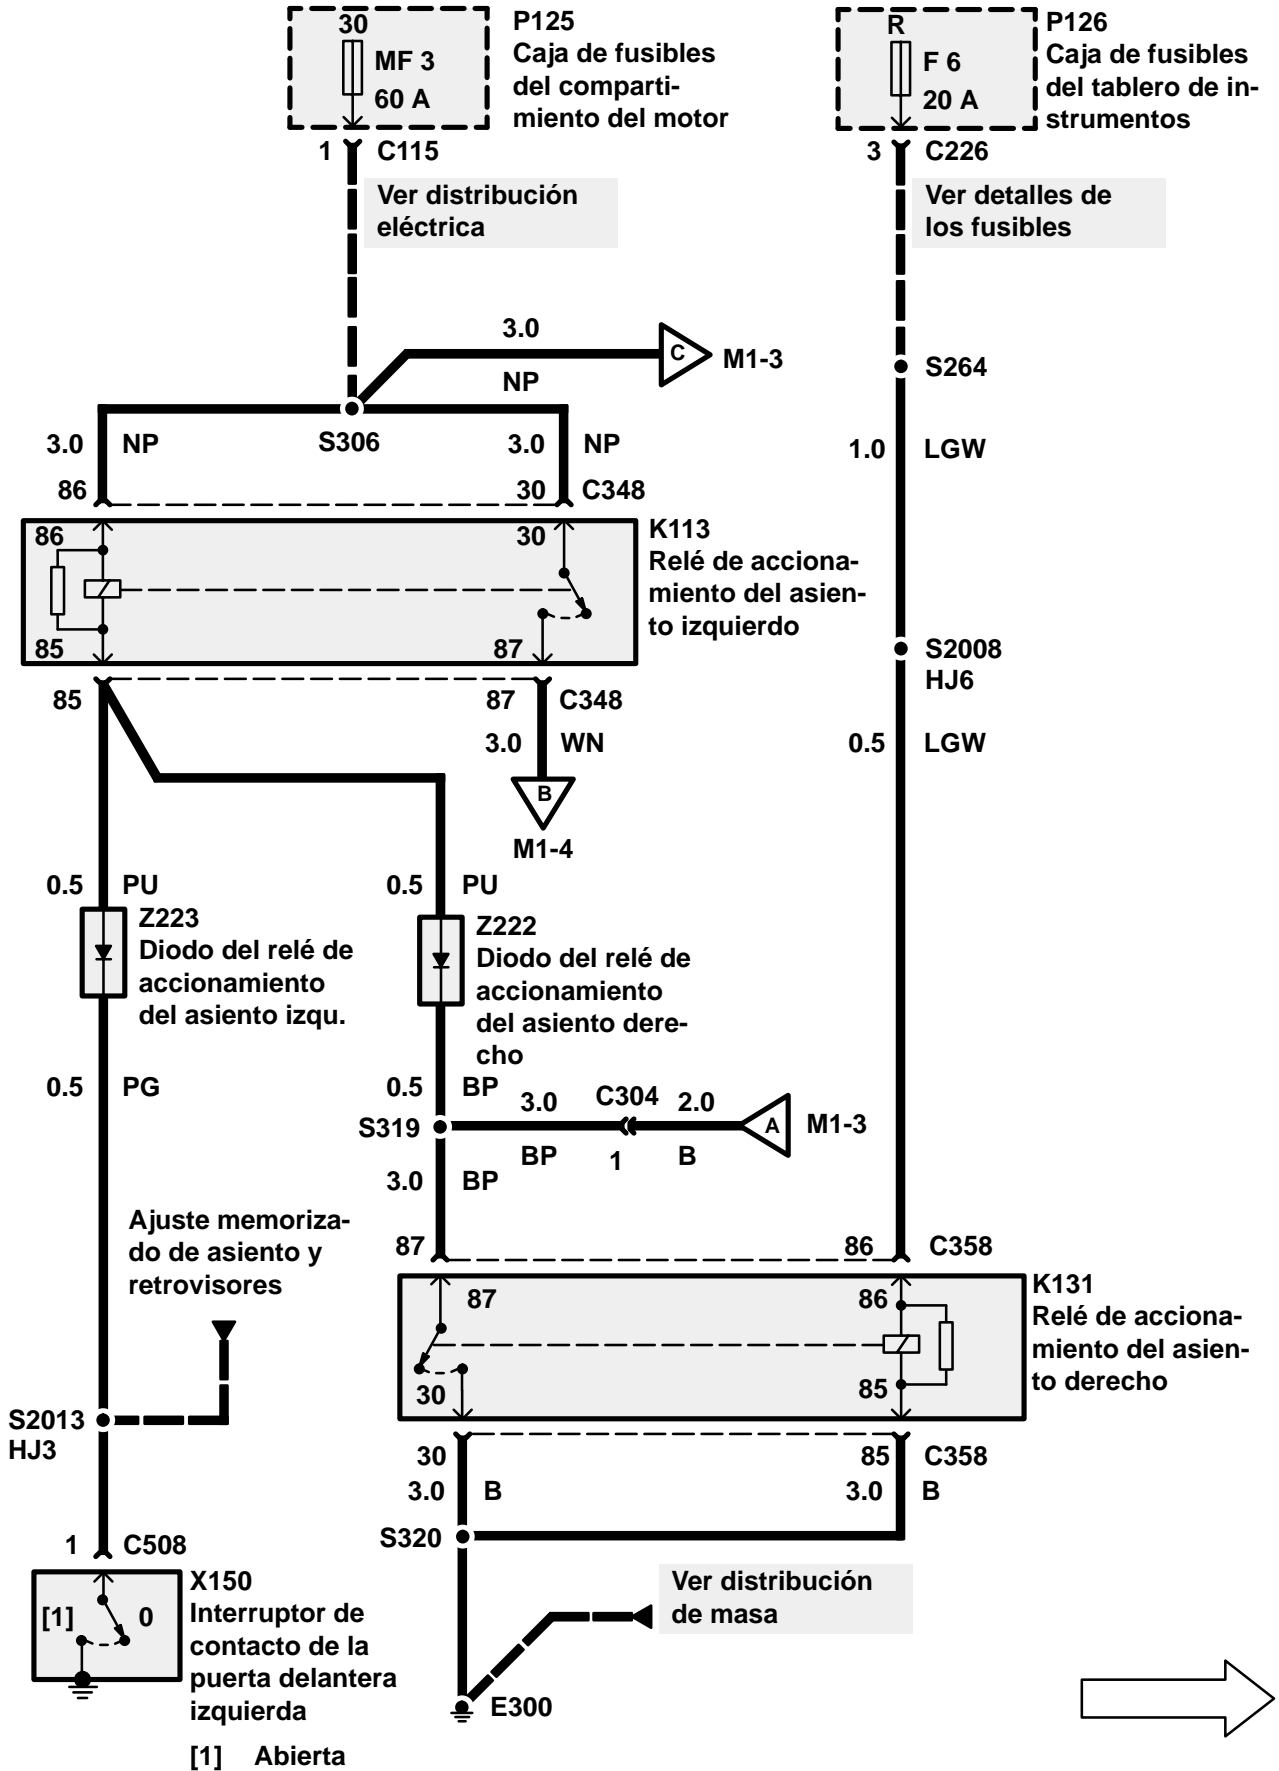 30
MF 3
60 A
P125
Caja de fusibles
del comparti-
miento del motor
R
F 6
20 A
P126
Caja de fusibles
del tablero de in-
strumentos
1 C115
3 C226
Ver distribución
eléctrica
Ver detalles de
los fusibles
3.0
C
M1-3
NP
S264
S306
3.0 NP
3.0 NP
1.0 LGW
86
30 C348
86
30
85
87
K113
Relé de acciona-
miento del asien-
to izquierdo
S2008
HJ6
85
87 C348
3.0 WN
0.5 LGW
B
M1-4
0.5 PU
0.5 PU
Z223
Diodo del relé de
accionamiento
del asiento izqu.
Z222
Diodo del relé de
accionamiento
del asiento dere-
cho
0.5 PG
0.5 BP
3.0 C304 2.0
S319
A
M1-3
BP 1 B
3.0 BP
Ajuste memoriza-
do de asiento y
retrovisores
87
86 C358
87
86
30
85
K131
Relé de acciona-
miento del asien-
to derecho
S2013
HJ3
30
85 C358
3.0 B
3.0 B
S320
1 C508
[1] 0
X150
Interruptor de
contacto de la
puerta delantera
izquierda
[1] Abierta
Ver distribución
de masa
E300